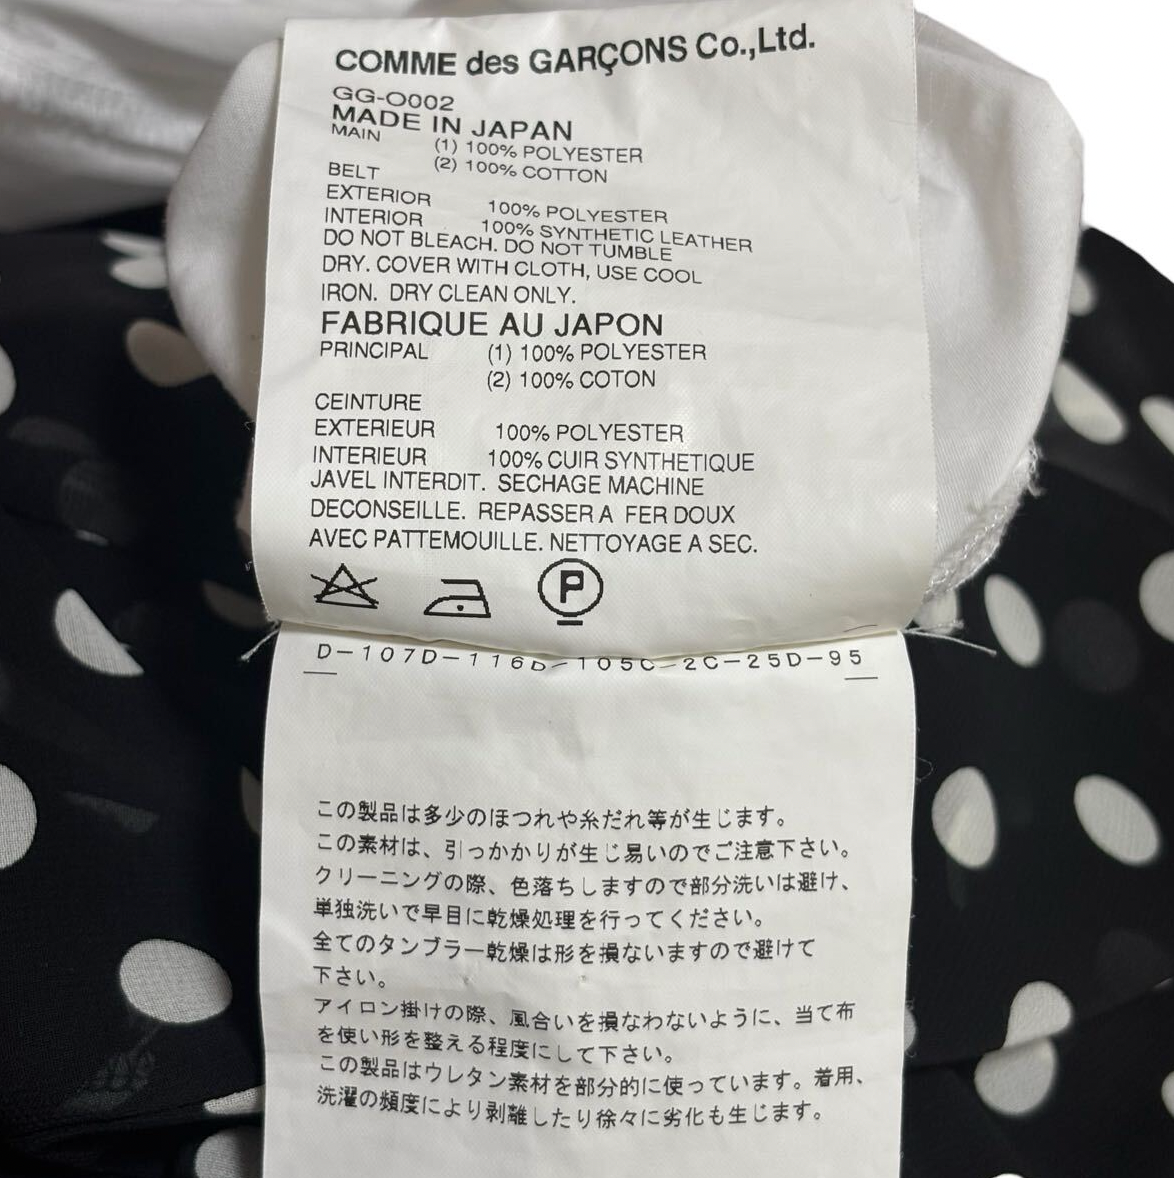 COMME des GARÇONS Co.,Ltd.
GG-O002
MADE IN JAPAN
MAIN (1) 100% POLYESTER
(2) 100% COTTON
BELT
EXTERIOR 100% POLYESTER
INTERIOR 100% SYNTHETIC LEATHER
DO NOT BLEACH. DO NOT TUMBLE
DRY. COVER WITH CLOTH, USE COOL
IRON. DRY CLEAN ONLY.
FABRIQUE AU JAPON
PRINCIPAL (1) 100% POLYESTER
(2) 100% COTON
CEINTURE
EXTERIEUR 100% POLYESTER
INTERIEUR 100% CUIR SYNTHETIQUE
JAVEL INTERDIT. SECHAGE MACHINE
DECONSEILLE. REPASSER A FER DOUX
AVEC PATTEMOUILLE. NETTOYAGE A SEC.
P
D-107D-116D-105C-2C-25D-95
この製品は多少のほつれや糸だれ等が生じます。
この素材は、引っかかりが生じ易いのでご注意下さい。
クリーニングの際、色落ちしますので部分洗いは避け、
単独洗いで早目に乾燥処理を行ってください。
全てのタンブラー乾燥は形を損ないますので避けて
下さい。
アイロン掛けの際、風合いを損なわないように、当て布
を使い形を整える程度にして下さい。
この製品はウレタン素材を部分的に使っています。着用、
洗濯の頻度により剥離したり徐々に劣化も生じます。